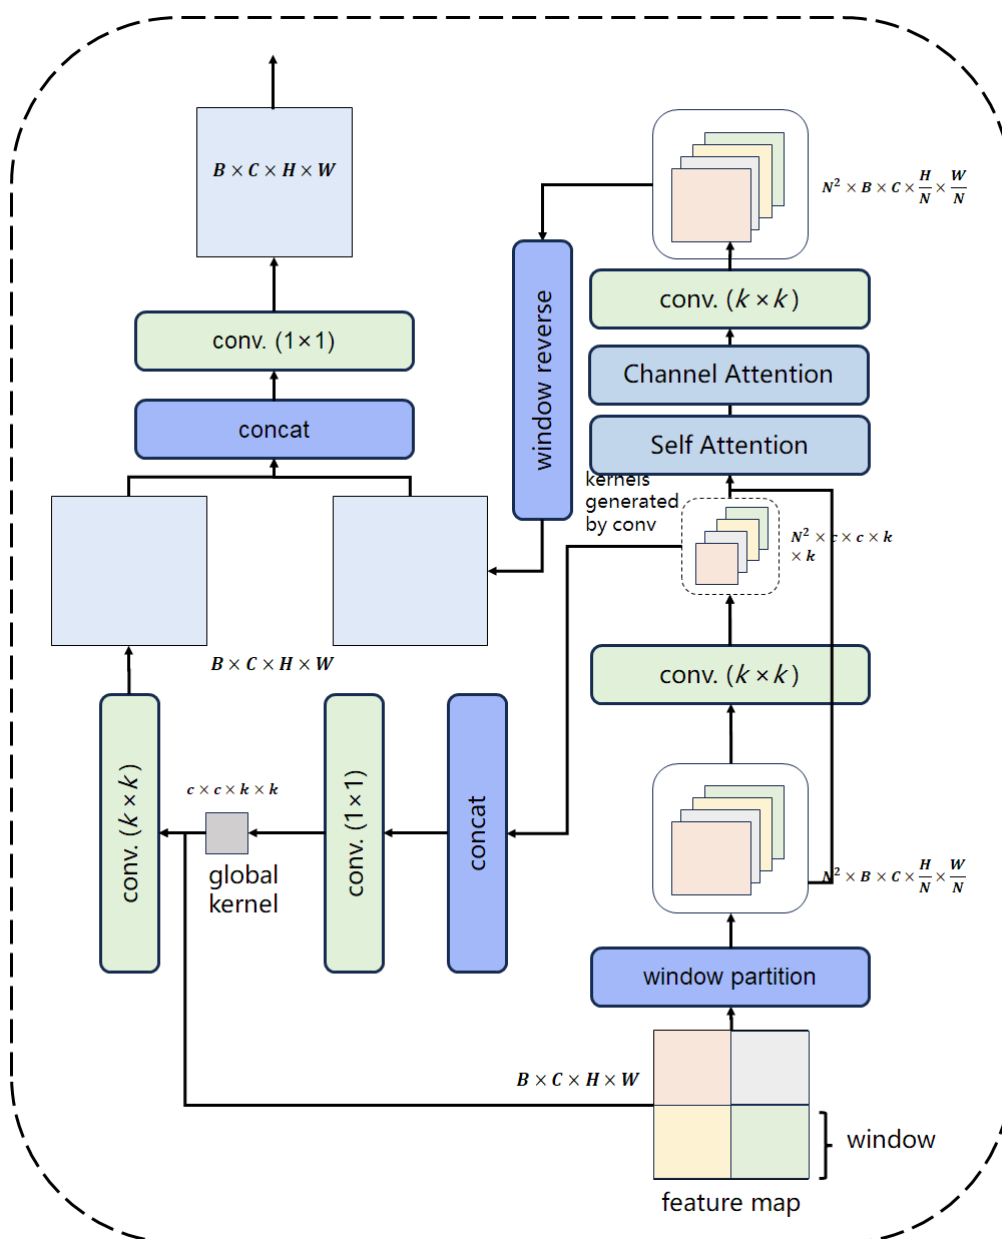 B × C × H × W
N² × B × C × H/N × W/N
conv. (k × k)
conv. (1×1)
window reverse
Channel Attention
concat
Self Attention
kernels
generated
by conv
N² × c × c × k
× k
B × C × H × W
conv. (k × k)
conv. (k × k)
c × c × k × k
global
kernel
conv. (1×1)
concat
N² × B × C × H/N × W/N
window partition
B × C × H × W
window
feature map